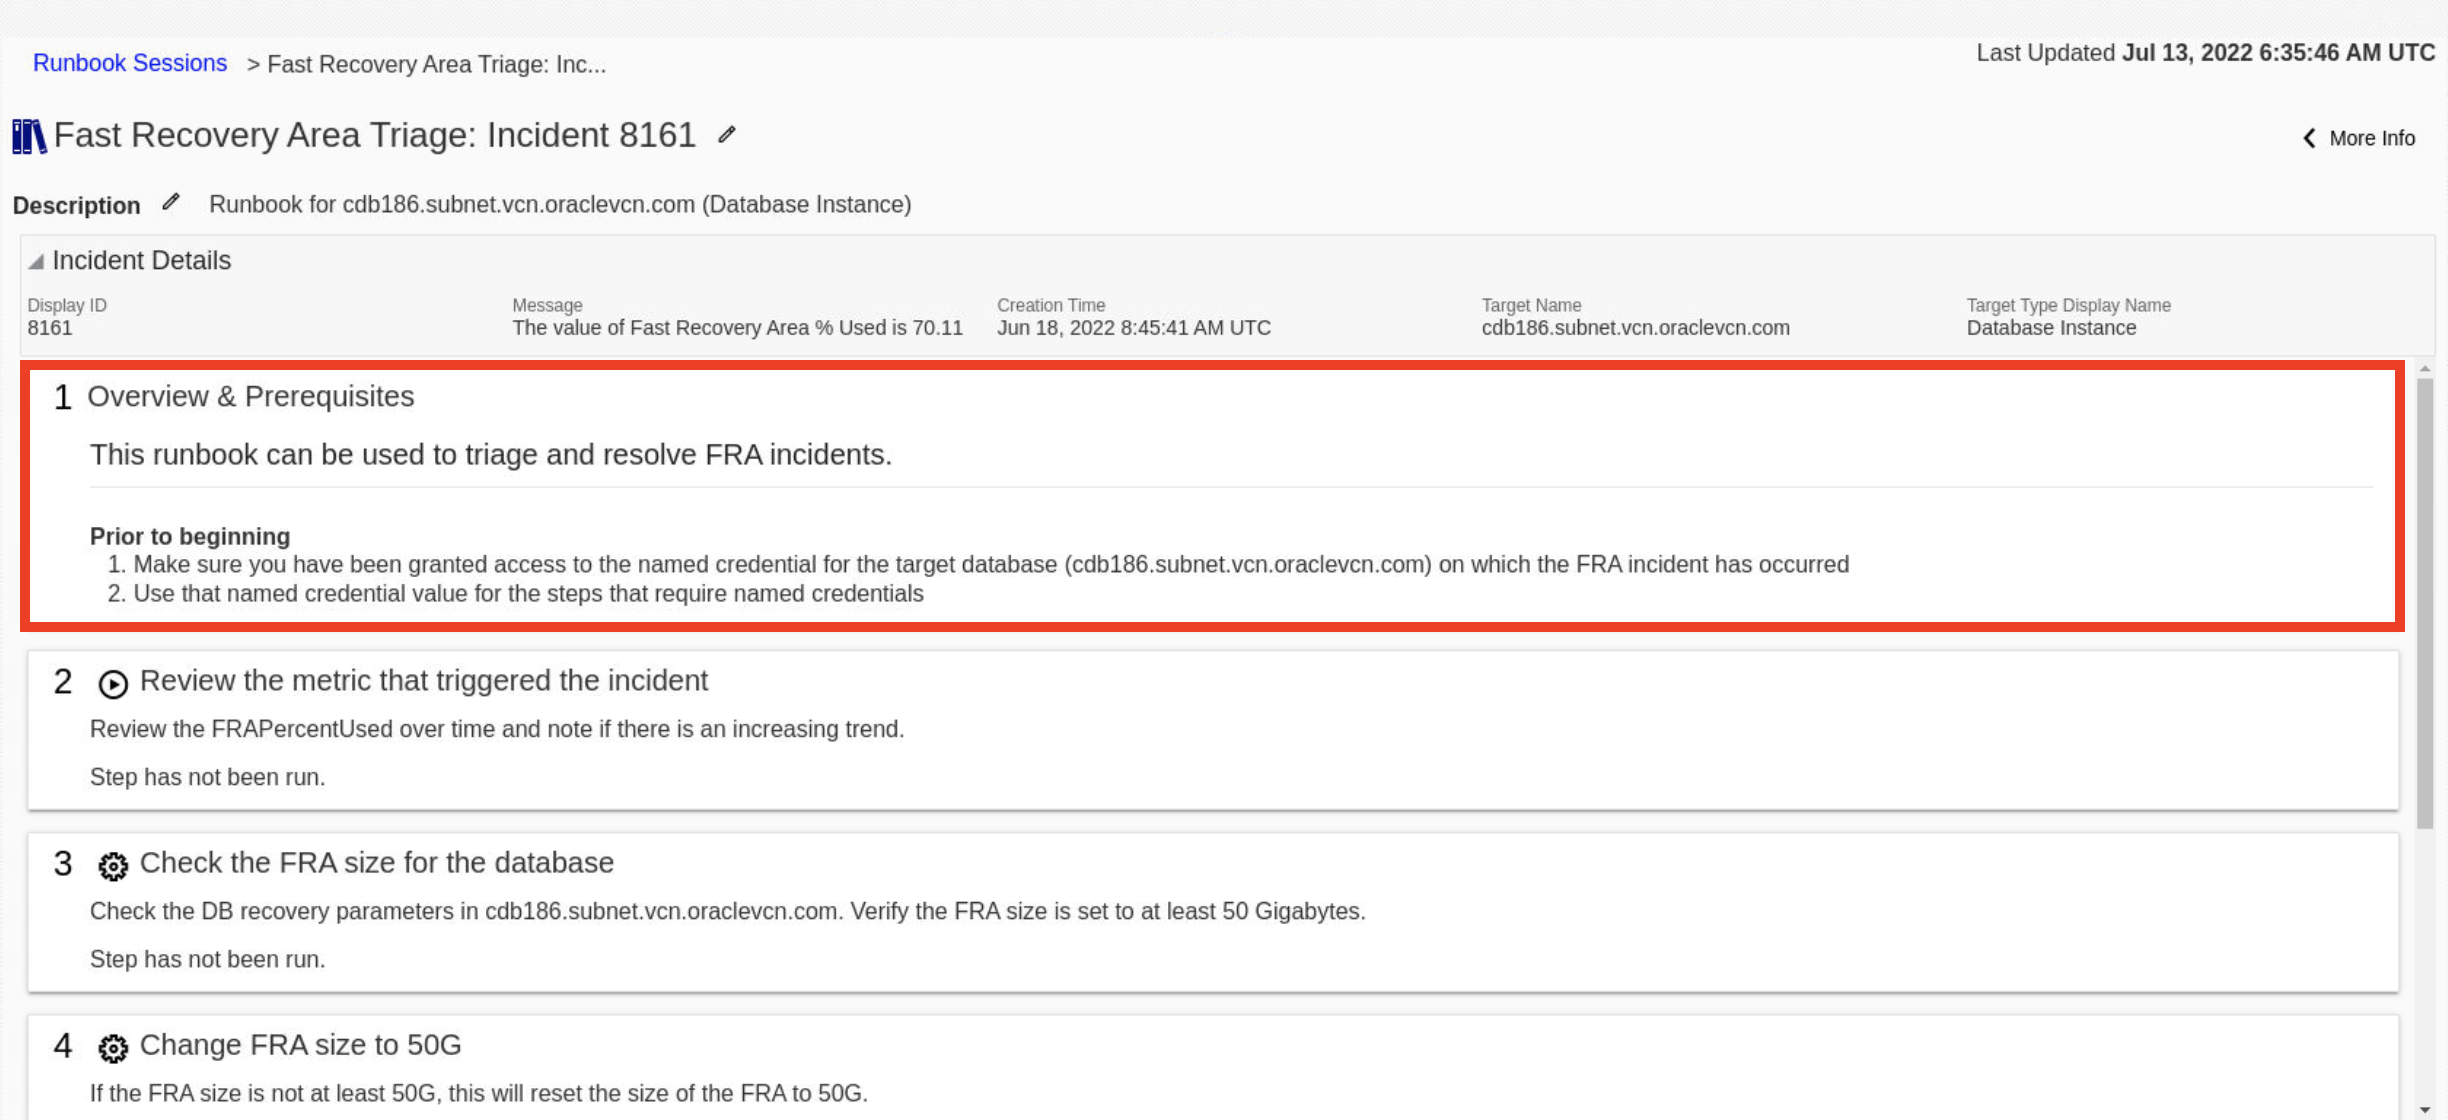 Runbook Sessions > Fast Recovery Area Triage: Inc...
Last Updated Jul 13, 2022 6:35:46 AM UTC
Fast Recovery Area Triage: Incident 8161
More Info
Description Runbook for cdb186.subnet.vcn.oraclevcn.com (Database Instance)
Incident Details
Display ID
8161
Message
The value of Fast Recovery Area % Used is 70.11
Creation Time
Jun 18, 2022 8:45:41 AM UTC
Target Name
cdb186.subnet.vcn.oraclevcn.com
Target Type Display Name
Database Instance
1 Overview & Prerequisites
This runbook can be used to triage and resolve FRA incidents.
Prior to beginning
1. Make sure you have been granted access to the named credential for the target database (cdb186.subnet.vcn.oraclevcn.com) on which the FRA incident has occurred
2. Use that named credential value for the steps that require named credentials
2 Review the metric that triggered the incident
Review the FRAPercentUsed over time and note if there is an increasing trend.
Step has not been run.
3 Check the FRA size for the database
Check the DB recovery parameters in cdb186.subnet.vcn.oraclevcn.com. Verify the FRA size is set to at least 50 Gigabytes.
Step has not been run.
4 Change FRA size to 50G
If the FRA size is not at least 50G, this will reset the size of the FRA to 50G.